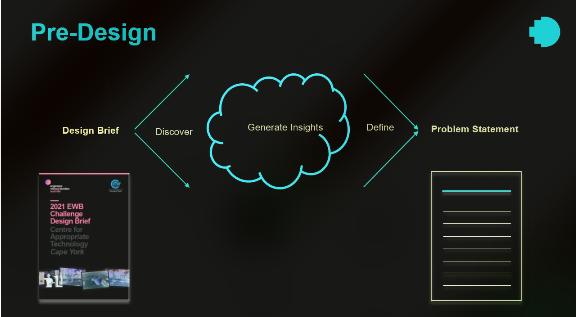 Pre-Design
Design Brief
Discover
Generate Insights
Define
Problem Statement
2021 EWB
Challenge
Design Brief
Centre for
Appropriate
Technology
Cape York